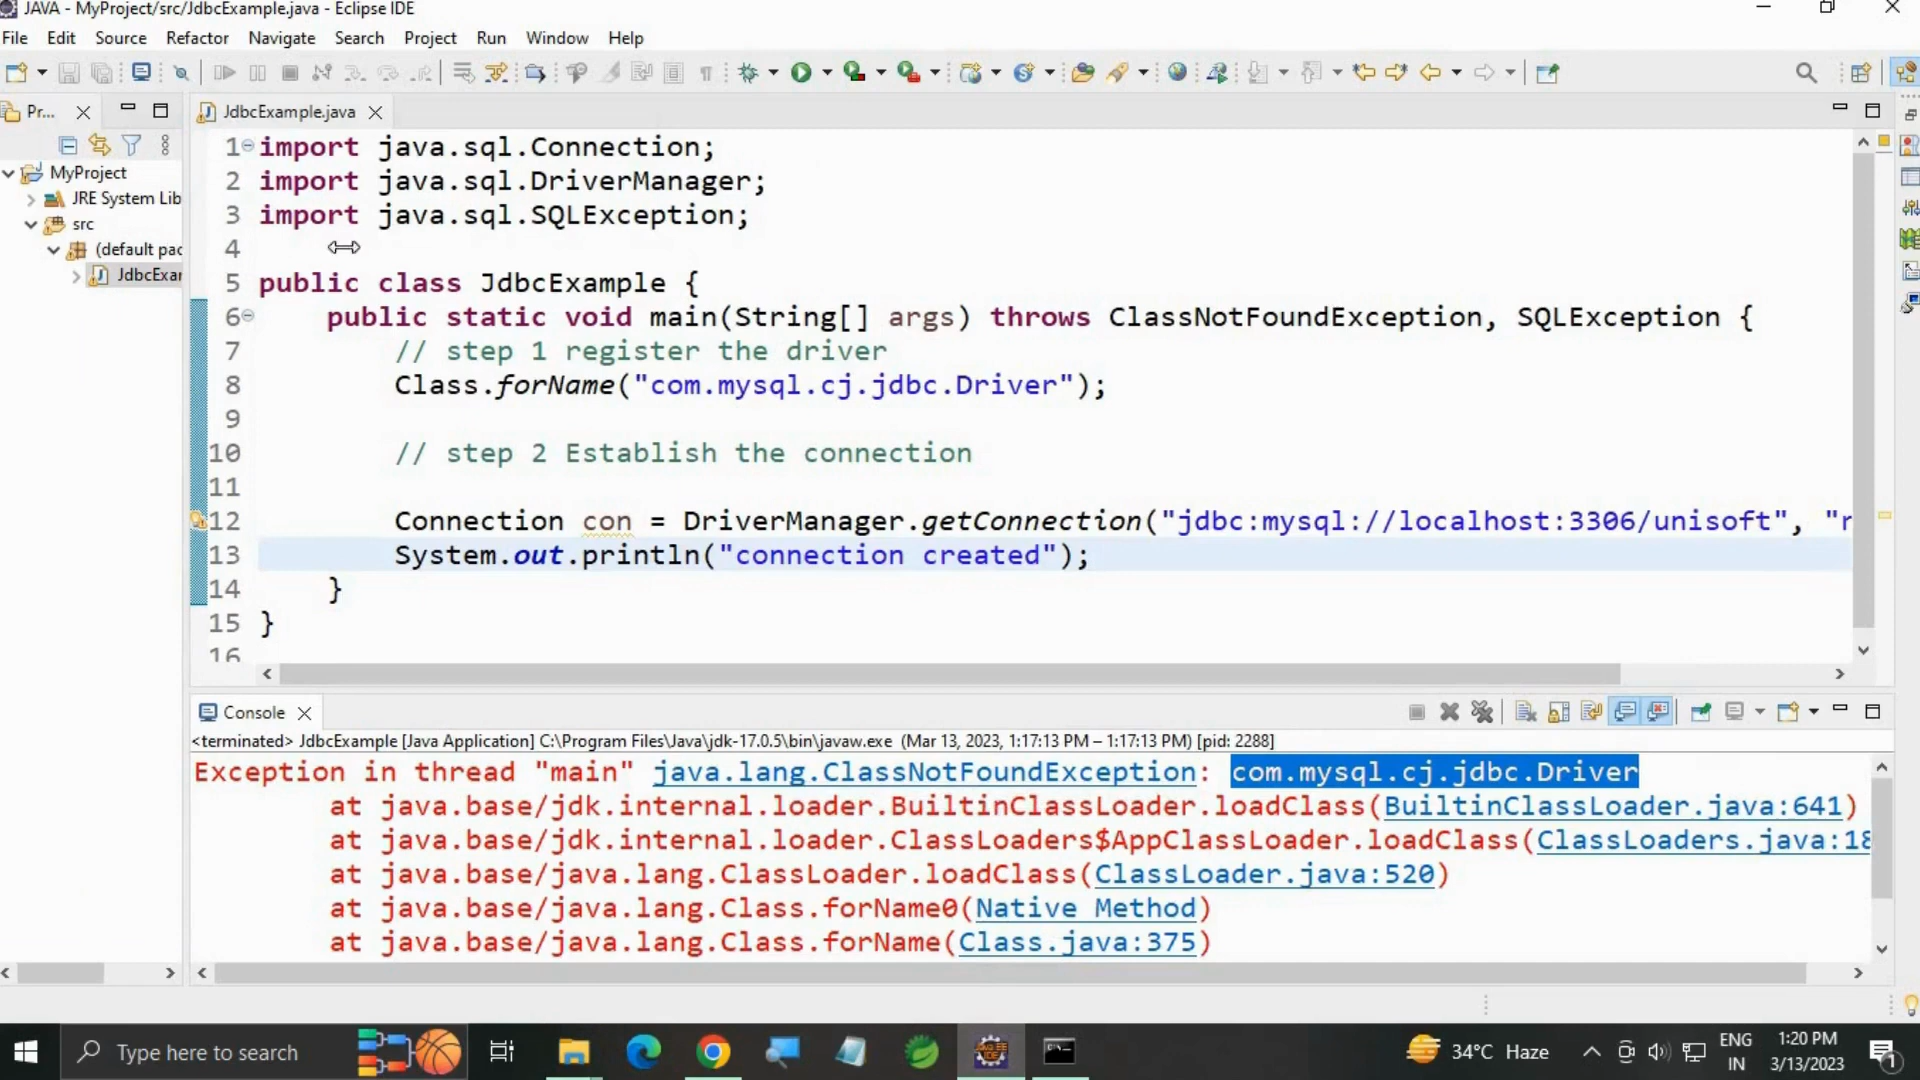 JAVA - MyProject/src/JdbcExample.java - Eclipse IDE
File Edit Source Refactor Navigate Search Project Run Window Help
Pr...
JdbcExample.java
MyProject
JRE System Lib
src
(default pac
JdbcExar
1 import java.sql.Connection;
2 import java.sql.DriverManager;
3 import java.sql.SQLException;
4
5 public class JdbcExample {
6 public static void main(String[] args) throws ClassNotFoundException, SQLException {
7 // step 1 register the driver
8 Class.forName("com.mysql.cj.jdbc.Driver");
9
10 // step 2 Establish the connection
11
12 Connection con = DriverManager.getConnection("jdbc:mysql://localhost:3306/unisoft", "r
13 System.out.println("connection created");
14 }
15 }
16
Console
<terminated> JdbcExample [Java Application] C:\Program Files\Java\jdk-17.0.5\bin\javaw.exe (Mar 13, 2023, 1:17:13 PM – 1:17:13 PM) [pid: 2288]
Exception in thread "main" java.lang.ClassNotFoundException: com.mysql.cj.jdbc.Driver
at java.base/jdk.internal.loader.BuiltinClassLoader.loadClass(BuiltinClassLoader.java:641)
at java.base/jdk.internal.loader.ClassLoaders$AppClassLoader.loadClass(ClassLoaders.java:18
at java.base/java.lang.ClassLoader.loadClass(ClassLoader.java:520)
at java.base/java.lang.Class.forName0(Native Method)
at java.base/java.lang.Class.forName(Class.java:375)
Type here to search
34°C Haze
ENG
IN
1:20 PM
3/13/2023
1